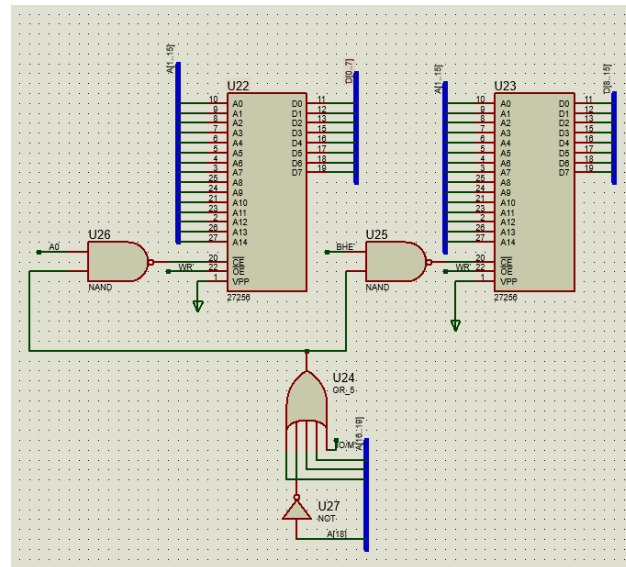 A[1..15]
D[0..7]
U22
10 A0 D0 11
9 A1 D1 12
8 A2 D2 13
7 A3 D3 15
6 A4 D4 16
5 A5 D5 17
4 A6 D6 18
3 A7 D7 19
25 A8
24 A9
21 A10
23 A11
2 A12
26 A13
27 A14
20 CE
22 OE
1 VPP
27256
A0
U26
NAND
WR'
A[1..15]
D[8..15]
U23
10 A0 D0 11
9 A1 D1 12
8 A2 D2 13
7 A3 D3 15
6 A4 D4 16
5 A5 D5 17
4 A6 D6 18
3 A7 D7 19
25 A8
24 A9
21 A10
23 A11
2 A12
26 A13
27 A14
20 CE
22 OE
1 VPP
27256
BHE'
U25
NAND
WR'
U24
OR_5
IO/M'
A[16..19]
U27
NOT
A[18]